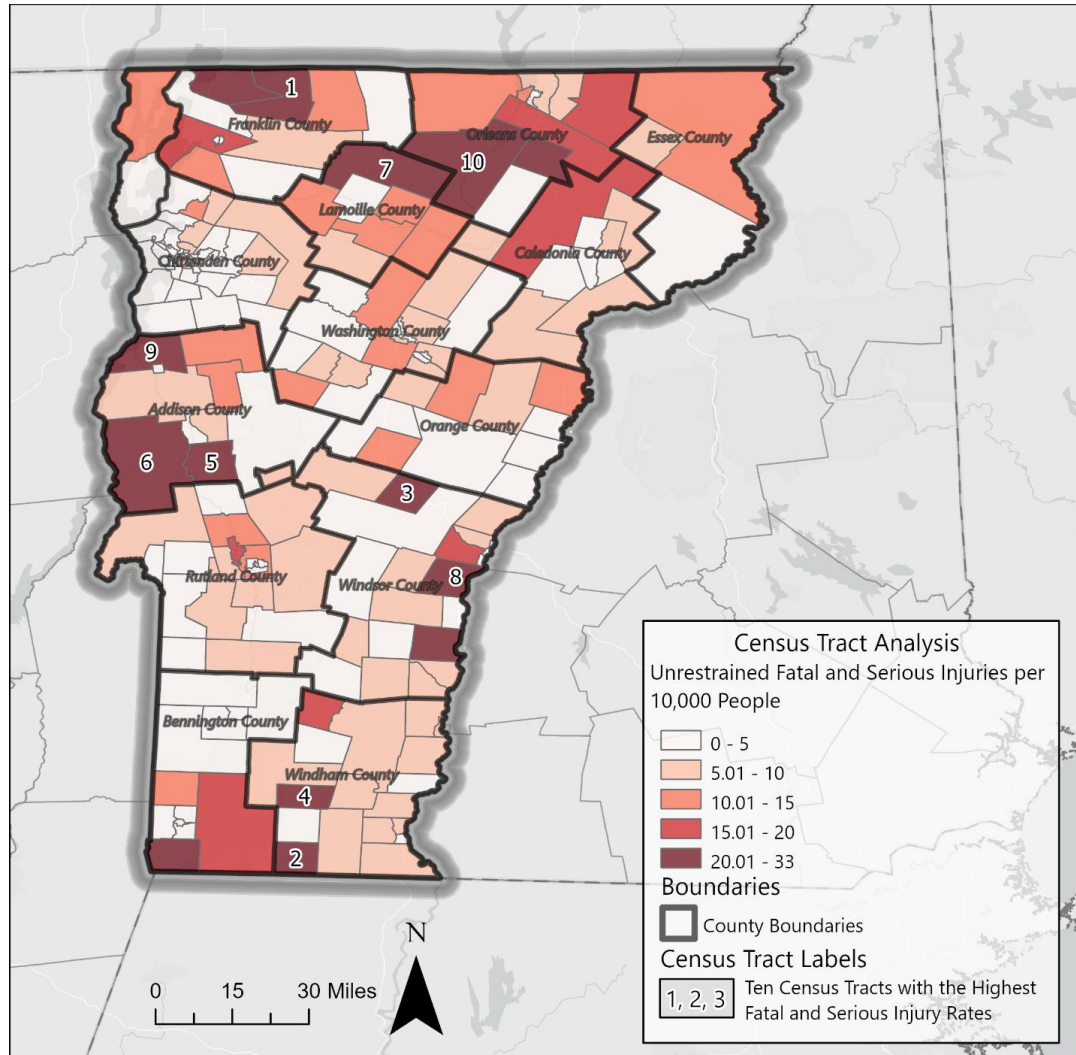 1
Franklin County
Orleans County
Essex County
7
10
Lamoille County
Chittenden County
Caledonia County
Washington County
9
Addison County
Orange County
6
5
3
Rutland County
Windsor County
8
Bennington County
Windham County
4
2
N
0 15 30 Miles
Census Tract Analysis
Unrestrained Fatal and Serious Injuries per
10,000 People
0 - 5
5.01 - 10
10.01 - 15
15.01 - 20
20.01 - 33
Boundaries
County Boundaries
Census Tract Labels
1, 2, 3
Ten Census Tracts with the Highest
Fatal and Serious Injury Rates